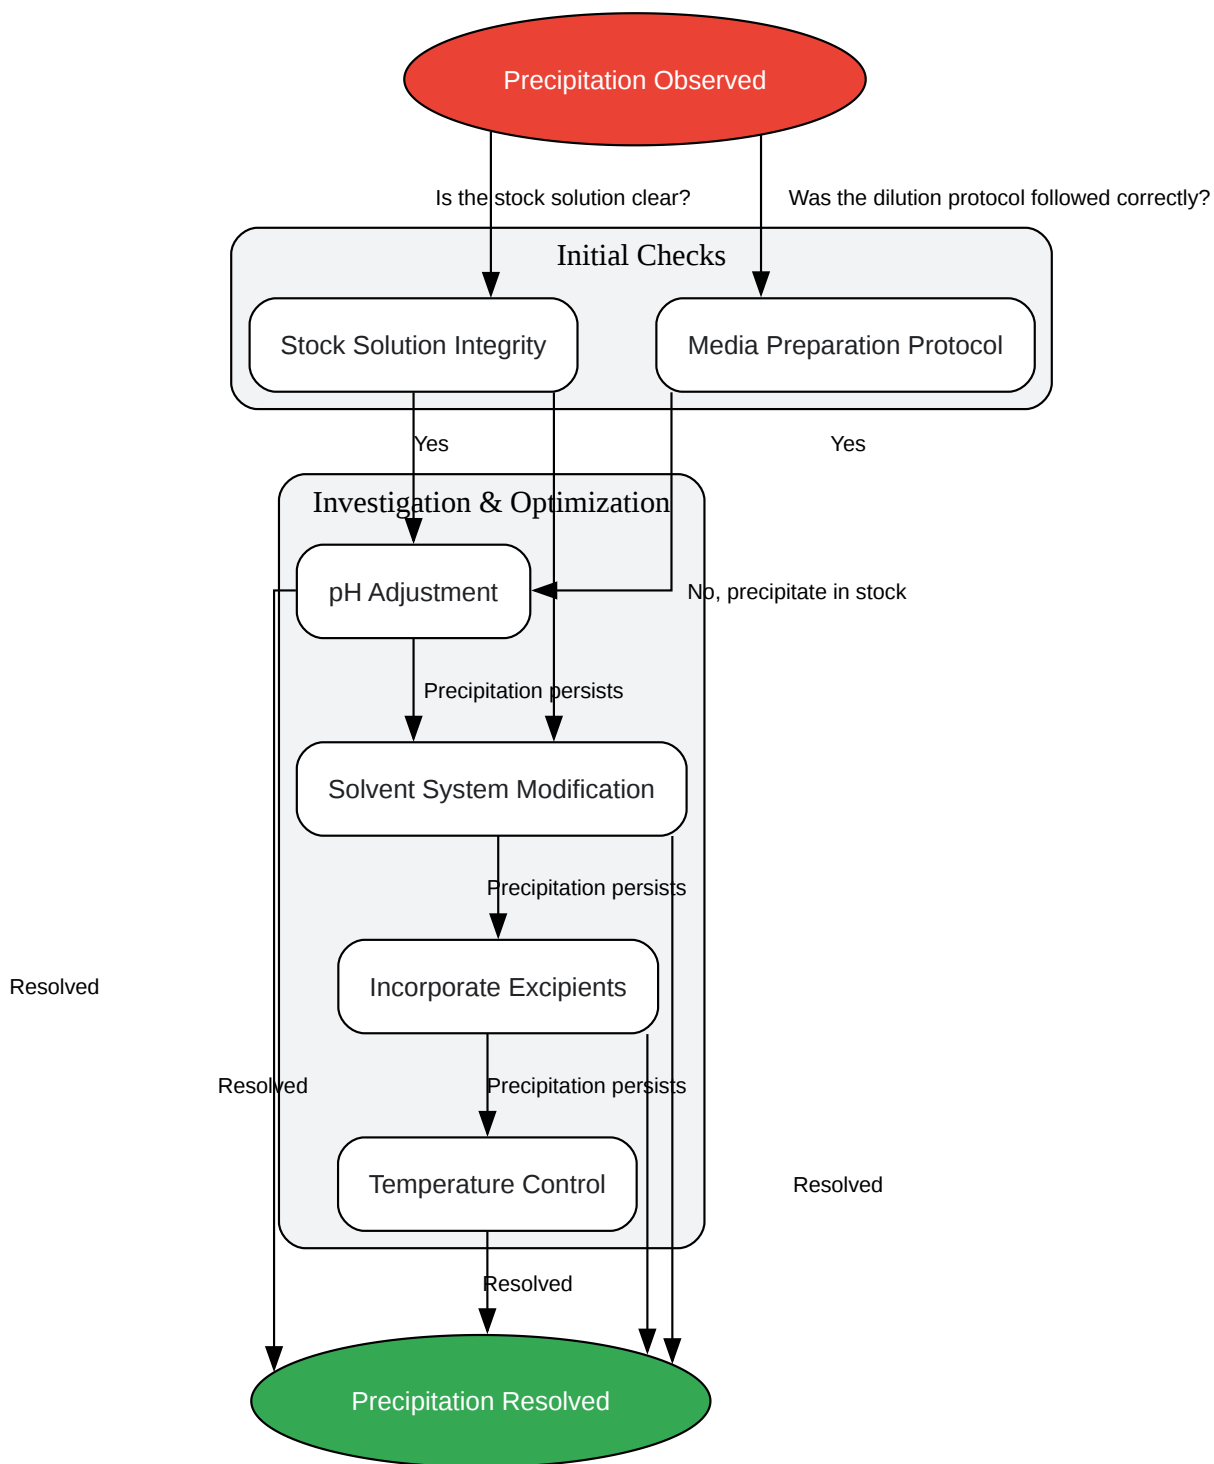 Precipitation Observed
Is the stock solution clear?
Was the dilution protocol followed correctly?
Initial Checks
Stock Solution Integrity
Media Preparation Protocol
Yes
Yes
Investigation & Optimization
pH Adjustment
No, precipitate in stock
Precipitation persists
Solvent System Modification
Precipitation persists
Incorporate Excipients
Resolved
Resolved
Precipitation persists
Temperature Control
Resolved
Resolved
Precipitation Resolved